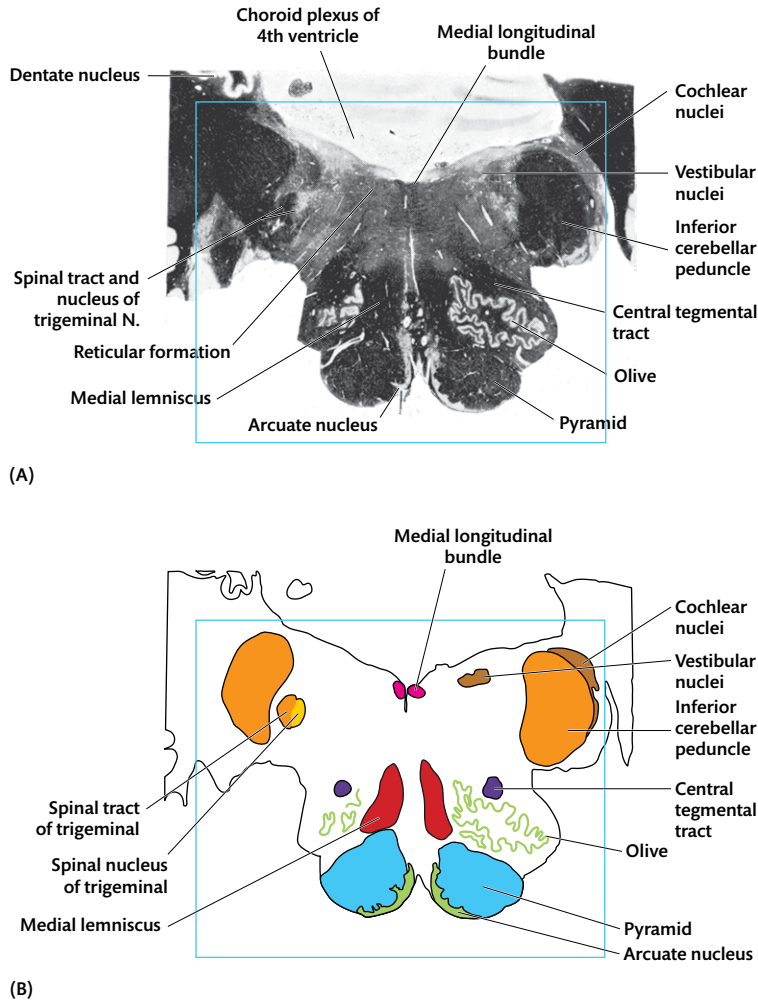 Choroid plexus of
4th ventricle
Medial longitudinal
bundle
Dentate nucleus
Cochlear
nuclei
Vestibular
nuclei
Inferior
cerebellar
peduncle
Spinal tract and
nucleus of
trigeminal N.
Central tegmental
tract
Reticular formation
Olive
Medial lemniscus
Arcuate nucleus
Pyramid
(A)
Medial longitudinal
bundle
Cochlear
nuclei
Vestibular
nuclei
Inferior
cerebellar
peduncle
Spinal tract
of trigeminal
Central
tegmental
tract
Spinal nucleus
of trigeminal
Olive
Medial lemniscus
Pyramid
Arcuate nucleus
(B)